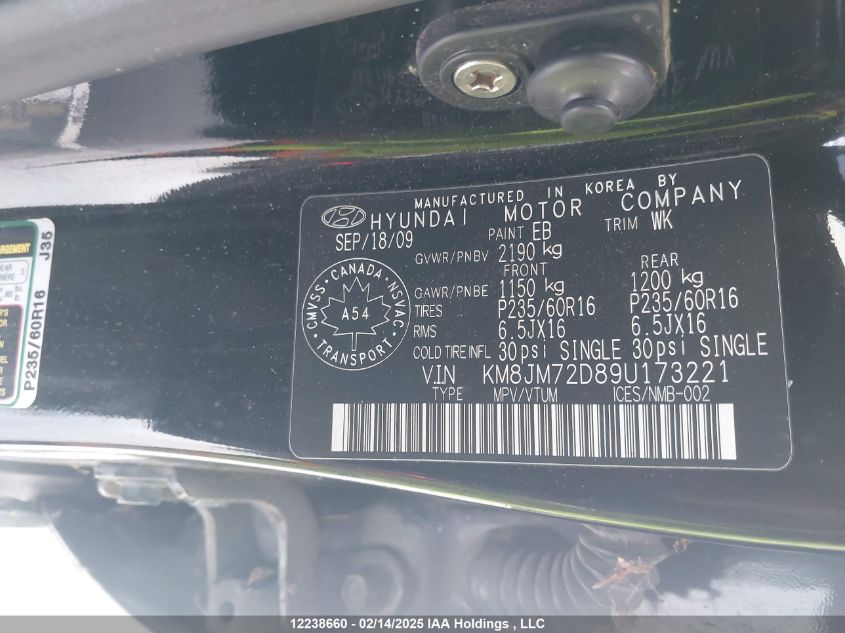 MANUFACTURED IN KOREA BY
HYUNDAI MOTOR COMPANY
SEP/18/09 PAINT EB TRIM WK
GVWR/PNBV 2190 kg
FRONT REAR
GAWR/PNBE 1150 kg 1200 kg
TIRES P235/60R16 P235/60R16
RIMS 6.5JX16 6.5JX16
COLD TIRE INFL 30psi SINGLE 30psi SINGLE
VIN KM8JM72D89U173221
TYPE MPV/VTUM ICES/NMB-002
CMVSS · CANADA · NSVAC
A54
TRANSPORT
J35
P235/60R16
12238660 - 02/14/2025 IAA Holdings , LLC